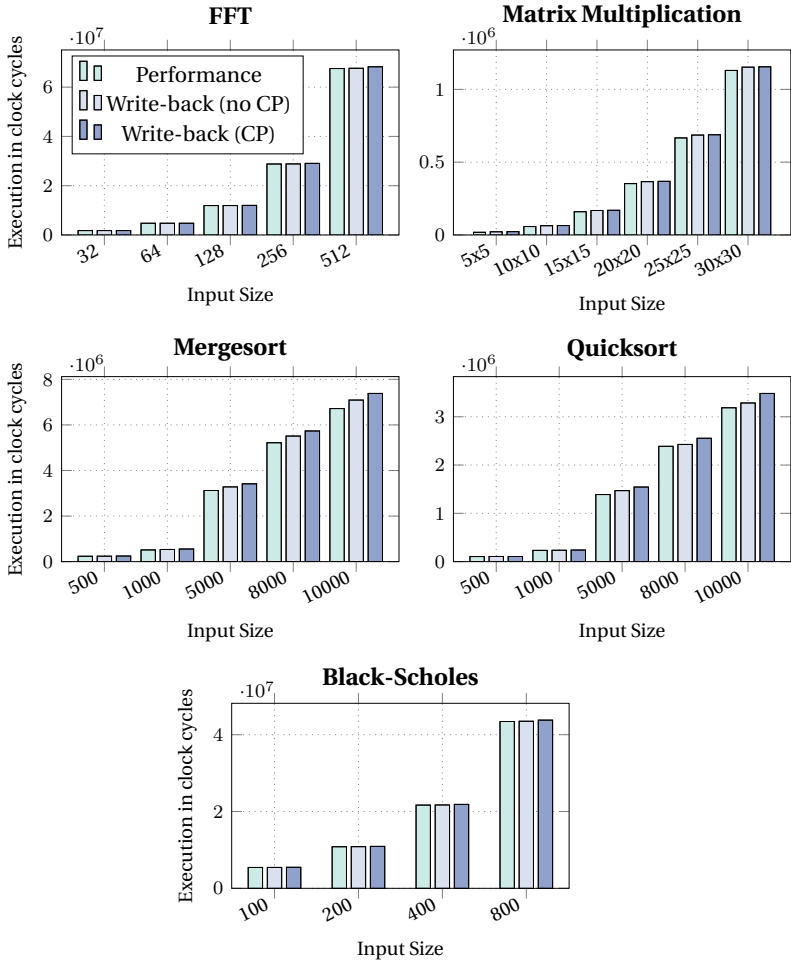 FFT
·10^7
Execution in clock cycles
6
4
2
0
Performance
Write-back (no CP)
Write-back (CP)
32
64
128
256
512
Input Size
Matrix Multiplication
·10^6
1
0.5
0
5x5
10x10
15x15
20x20
25x25
30x30
Input Size
Mergesort
·10^6
Execution in clock cycles
8
6
4
2
0
500
1000
5000
8000
10000
Input Size
Quicksort
·10^6
3
2
1
0
500
1000
5000
8000
10000
Input Size
Black-Scholes
·10^7
Execution in clock cycles
4
2
0
100
200
400
800
Input Size